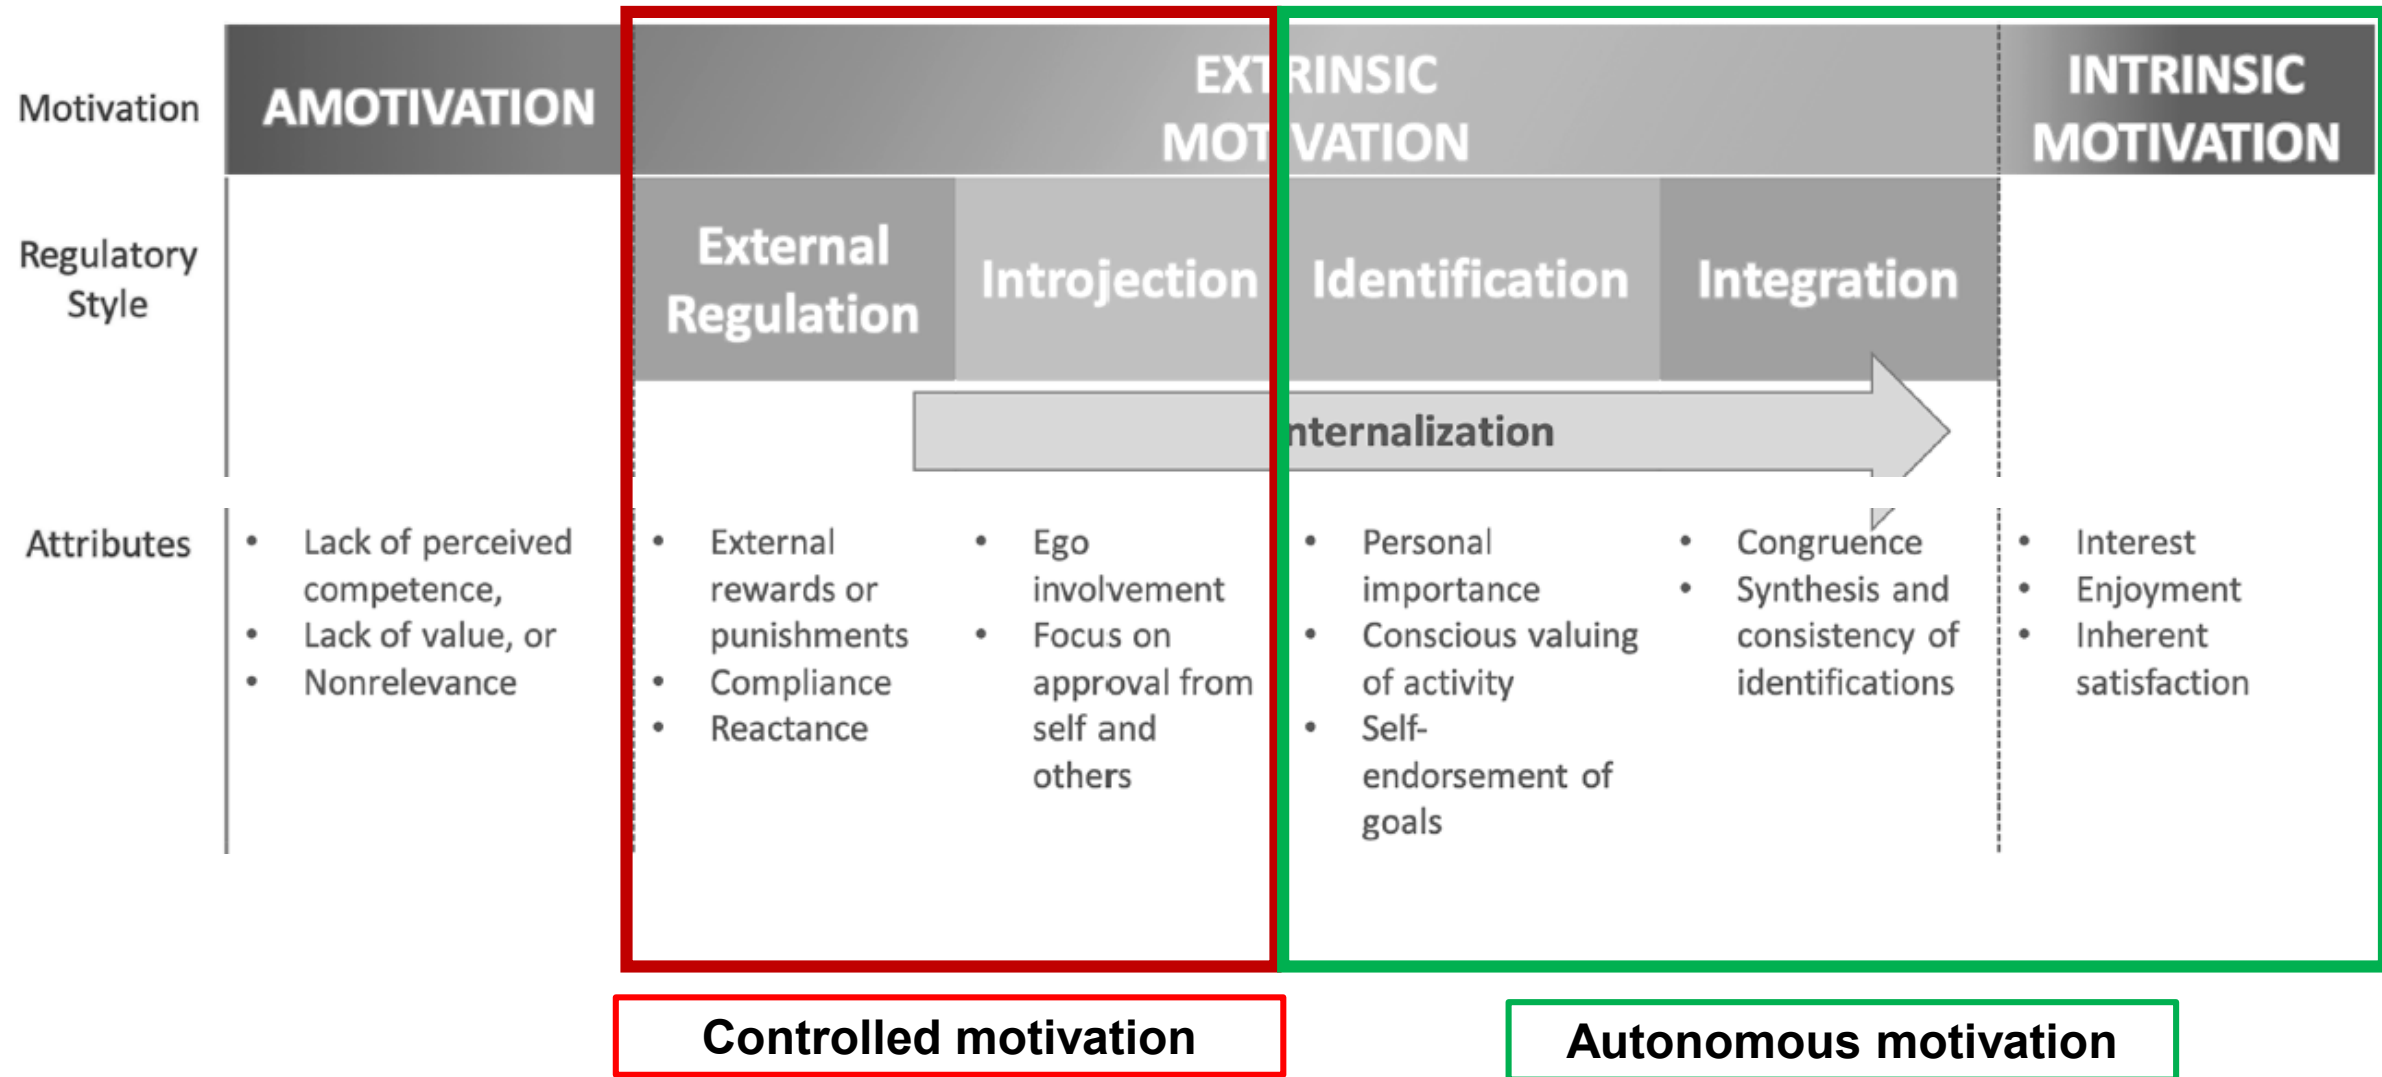 Motivation
AMOTIVATION
EXTRINSIC
MOTIVATION
INTRINSIC
MOTIVATION
Regulatory
Style
External
Regulation
Introjection
Identification
Integration
nternalization
Attributes
• Lack of perceived
competence,
• Lack of value, or
• Nonrelevance
• External
rewards or
punishments
• Compliance
• Reactance
• Ego
involvement
• Focus on
approval from
self and
others
• Personal
importance
• Conscious valuing
of activity
• Self-
endorsement of
goals
• Congruence
• Synthesis and
consistency of
identifications
• Interest
• Enjoyment
• Inherent
satisfaction
Controlled motivation
Autonomous motivation